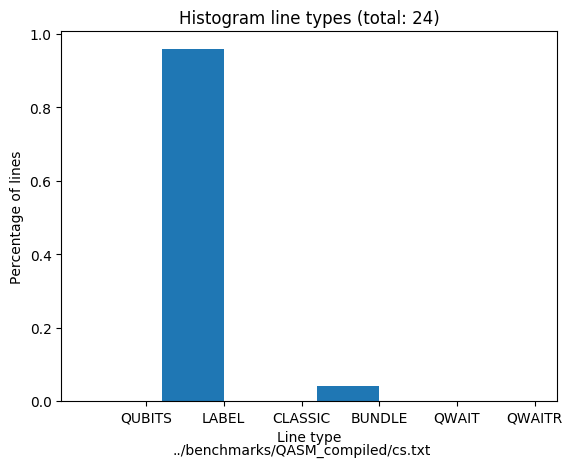 Histogram line types (total: 24)
1.0
0.8
0.6
0.4
0.2
0.0
Percentage of lines
QUBITS LABEL CLASSIC BUNDLE QWAIT QWAITR
Line type
../benchmarks/QASM_compiled/cs.txt